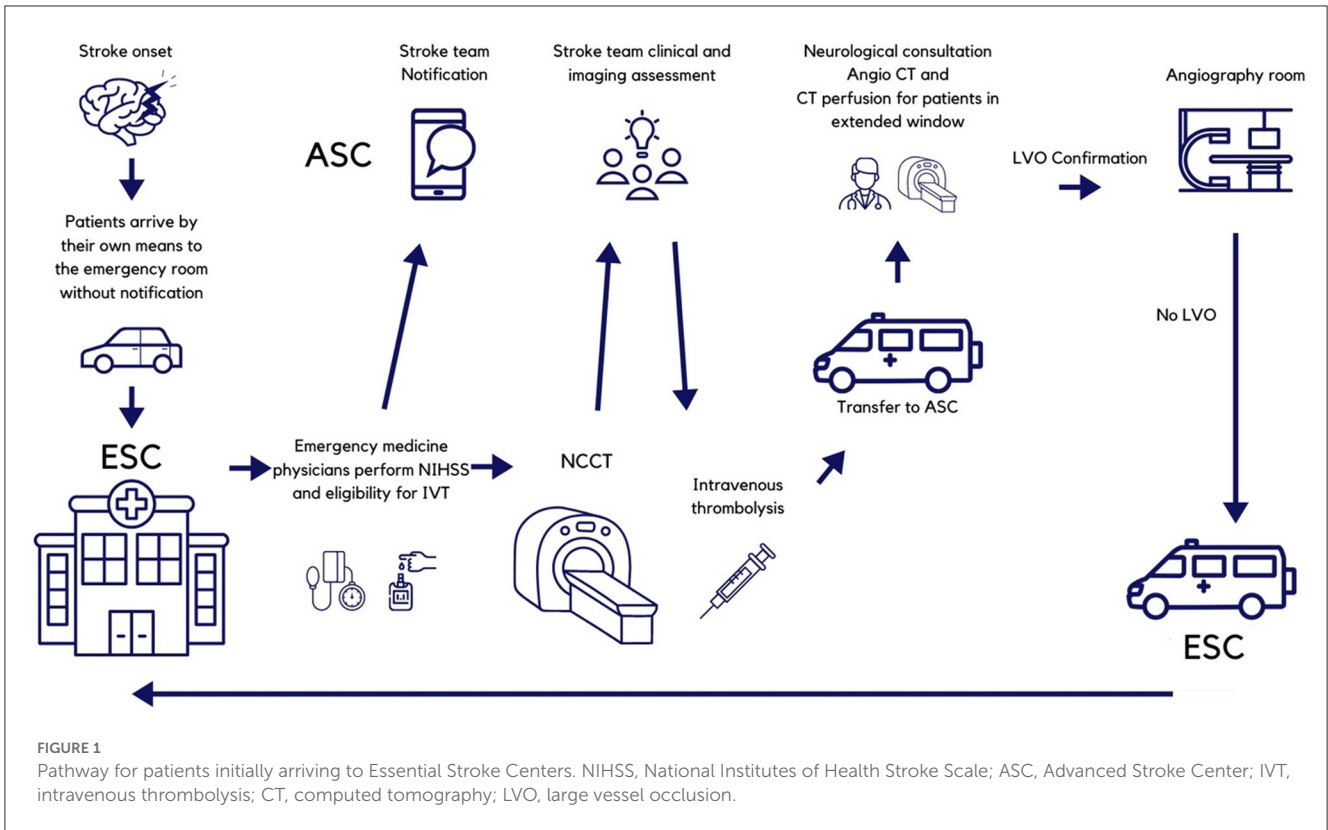 Stroke onset
Patients arrive by
their own means to
the emergency room
without notification
ESC
Emergency medicine
physicians perform NIHSS
and eligibility for IVT
ASC
Stroke team
Notification
NCCT
Stroke team clinical and
imaging assessment
Intravenous
thrombolysis
Transfer to ASC
Neurological consultation
Angio CT and
CT perfusion for patients in
extended window
LVO Confirmation
Angiography room
No LVO
ESC
FIGURE 1
Pathway for patients initially arriving to Essential Stroke Centers. NIHSS, National Institutes of Health Stroke Scale; ASC, Advanced Stroke Center; IVT,
intravenous thrombolysis; CT, computed tomography; LVO, large vessel occlusion.